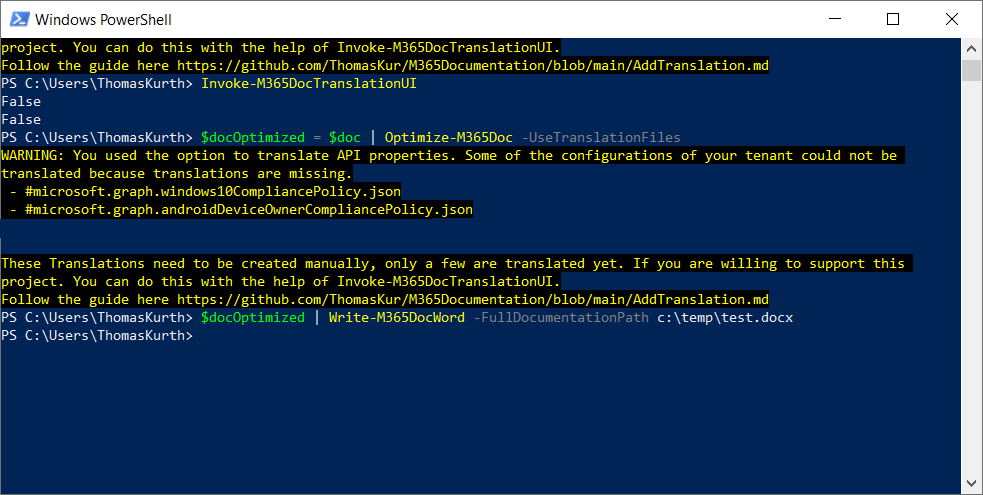 Windows PowerShell
project. You can do this with the help of Invoke-M365DocTranslationUI.
Follow the guide here https://github.com/ThomasKur/M365Documentation/blob/main/AddTranslation.md
PS C:\Users\ThomasKurth> Invoke-M365DocTranslationUI
False
False
PS C:\Users\ThomasKurth> $docOptimized = $doc | Optimize-M365Doc -UseTranslationFiles
WARNING: You used the option to translate API properties. Some of the configurations of your tenant could not be
translated because translations are missing.
 - #microsoft.graph.windows10CompliancePolicy.json
 - #microsoft.graph.androidDeviceOwnerCompliancePolicy.json
These Translations need to be created manually, only a few are translated yet. If you are willing to support this
project. You can do this with the help of Invoke-M365DocTranslationUI.
Follow the guide here https://github.com/ThomasKur/M365Documentation/blob/main/AddTranslation.md
PS C:\Users\ThomasKurth> $docOptimized | Write-M365DocWord -FullDocumentationPath c:\temp\test.docx
PS C:\Users\ThomasKurth>